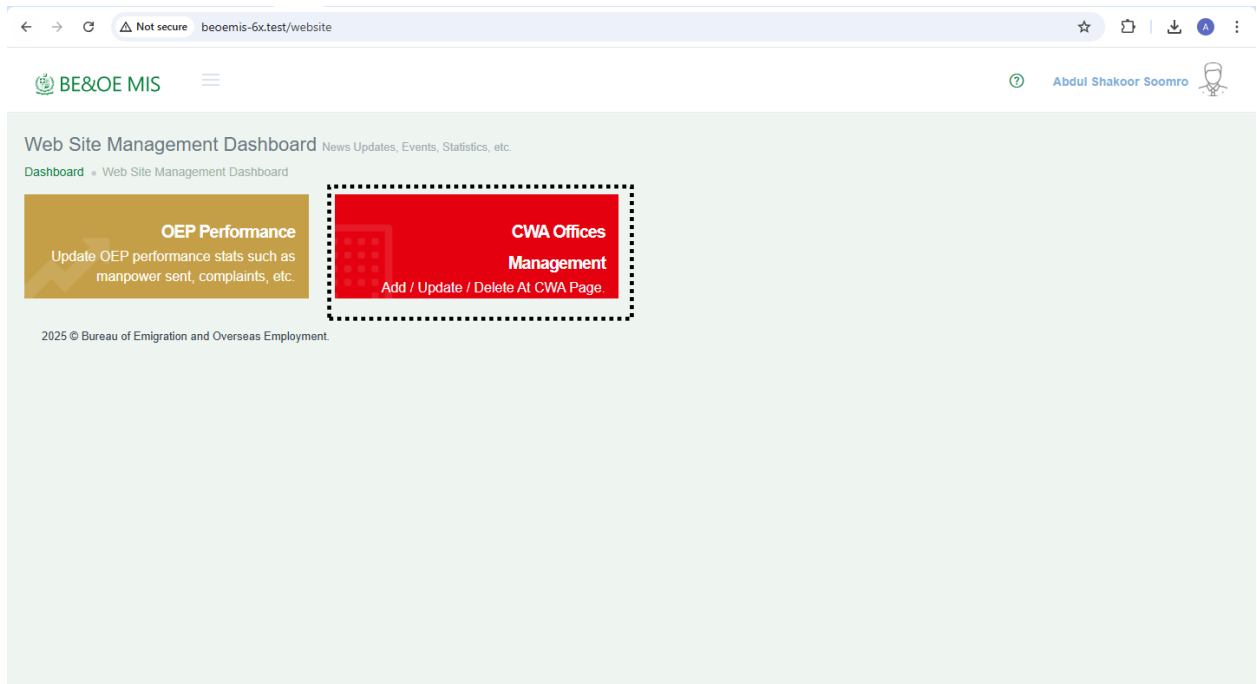 Not secure beoemis-6x.test/website
A
BE&OE MIS
Abdul Shakoor Soomro
Web Site Management Dashboard News Updates, Events, Statistics, etc.
Dashboard Web Site Management Dashboard
OEP Performance
Update OEP performance stats such as
manpower sent, complaints, etc.
CWA Offices
Management
Add / Update / Delete At CWA Page.
2025 © Bureau of Emigration and Overseas Employment.